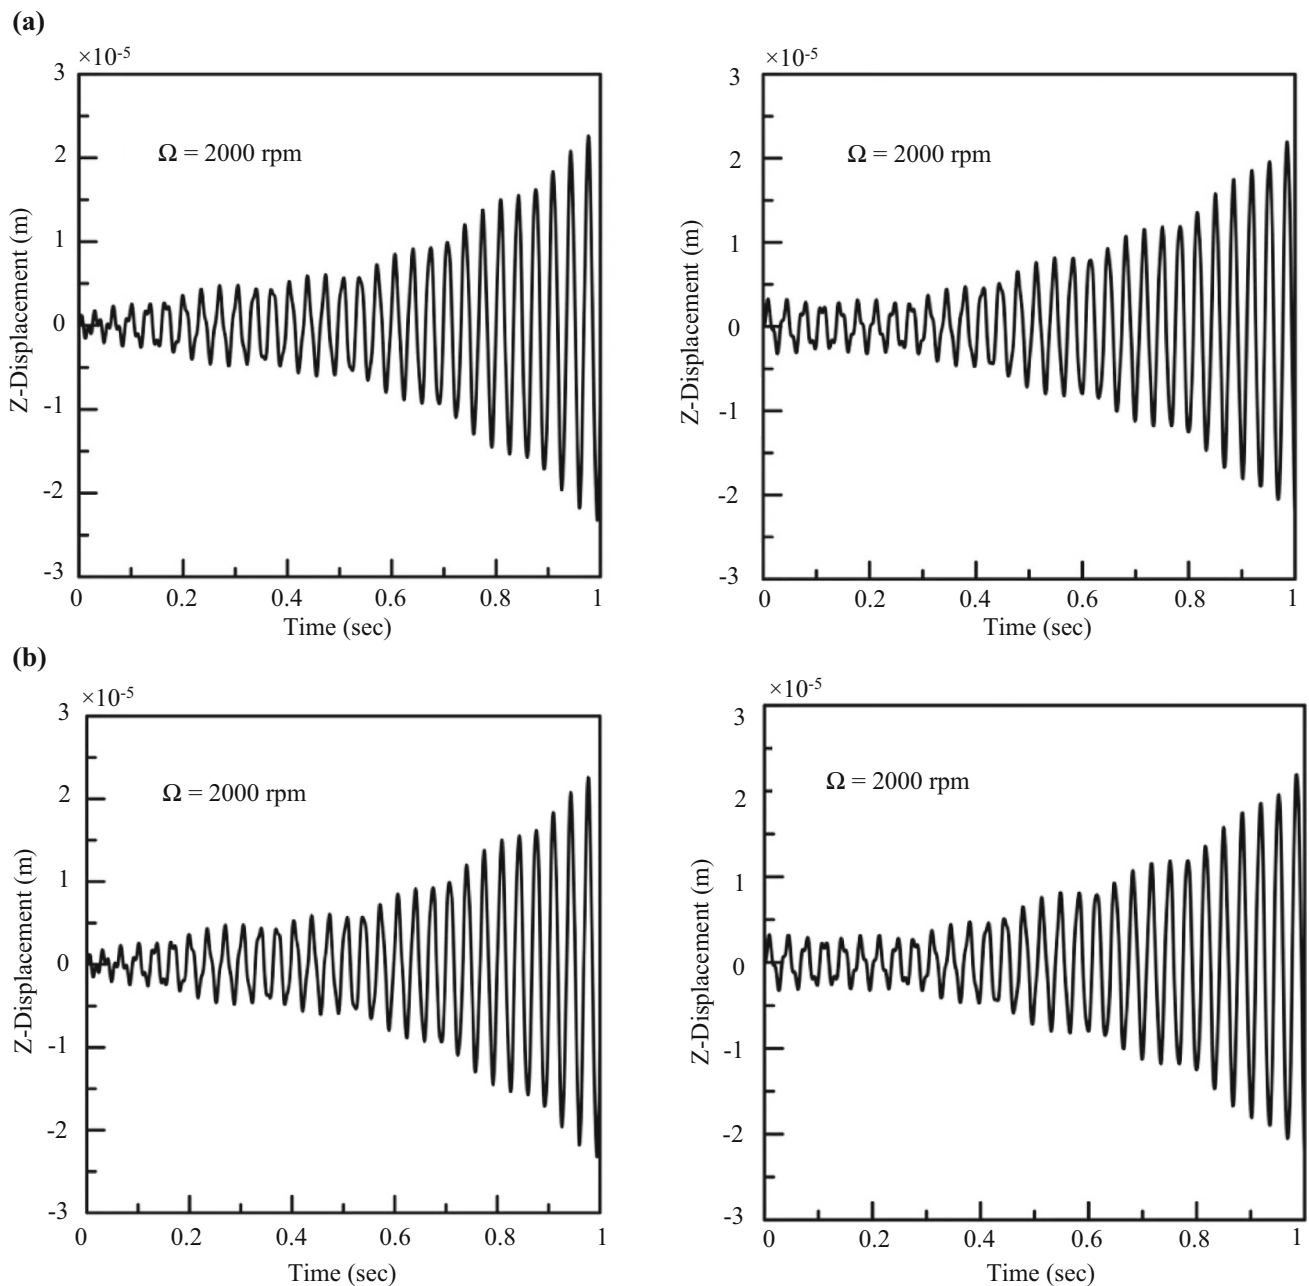 (a)
×10-5
3
2
1
0
-1
-2
-3
Z-Displacement (m)
Ω = 2000 rpm
0 0.2 0.4 0.6 0.8 1
Time (sec)
×10-5
3
2
1
0
-1
-2
-3
Z-Displacement (m)
Ω = 2000 rpm
0 0.2 0.4 0.6 0.8 1
Time (sec)
(b)
×10-5
3
2
1
0
-1
-2
-3
Z-Displacement (m)
Ω = 2000 rpm
0 0.2 0.4 0.6 0.8 1
Time (sec)
×10-5
3
2
1
0
-1
-2
-3
Z-Displacement (m)
Ω = 2000 rpm
0 0.2 0.4 0.6 0.8 1
Time (sec)